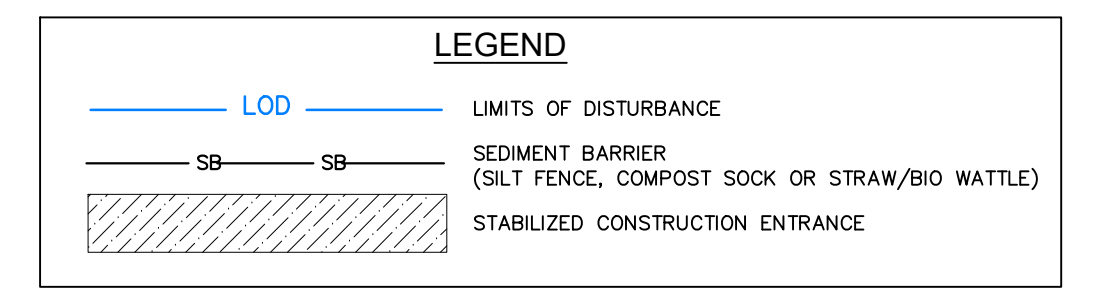 LEGEND
LOD LIMITS OF DISTURBANCE
SB SB SEDIMENT BARRIER
(SILT FENCE, COMPOST SOCK OR STRAW/BIO WATTLE)
STABILIZED CONSTRUCTION ENTRANCE